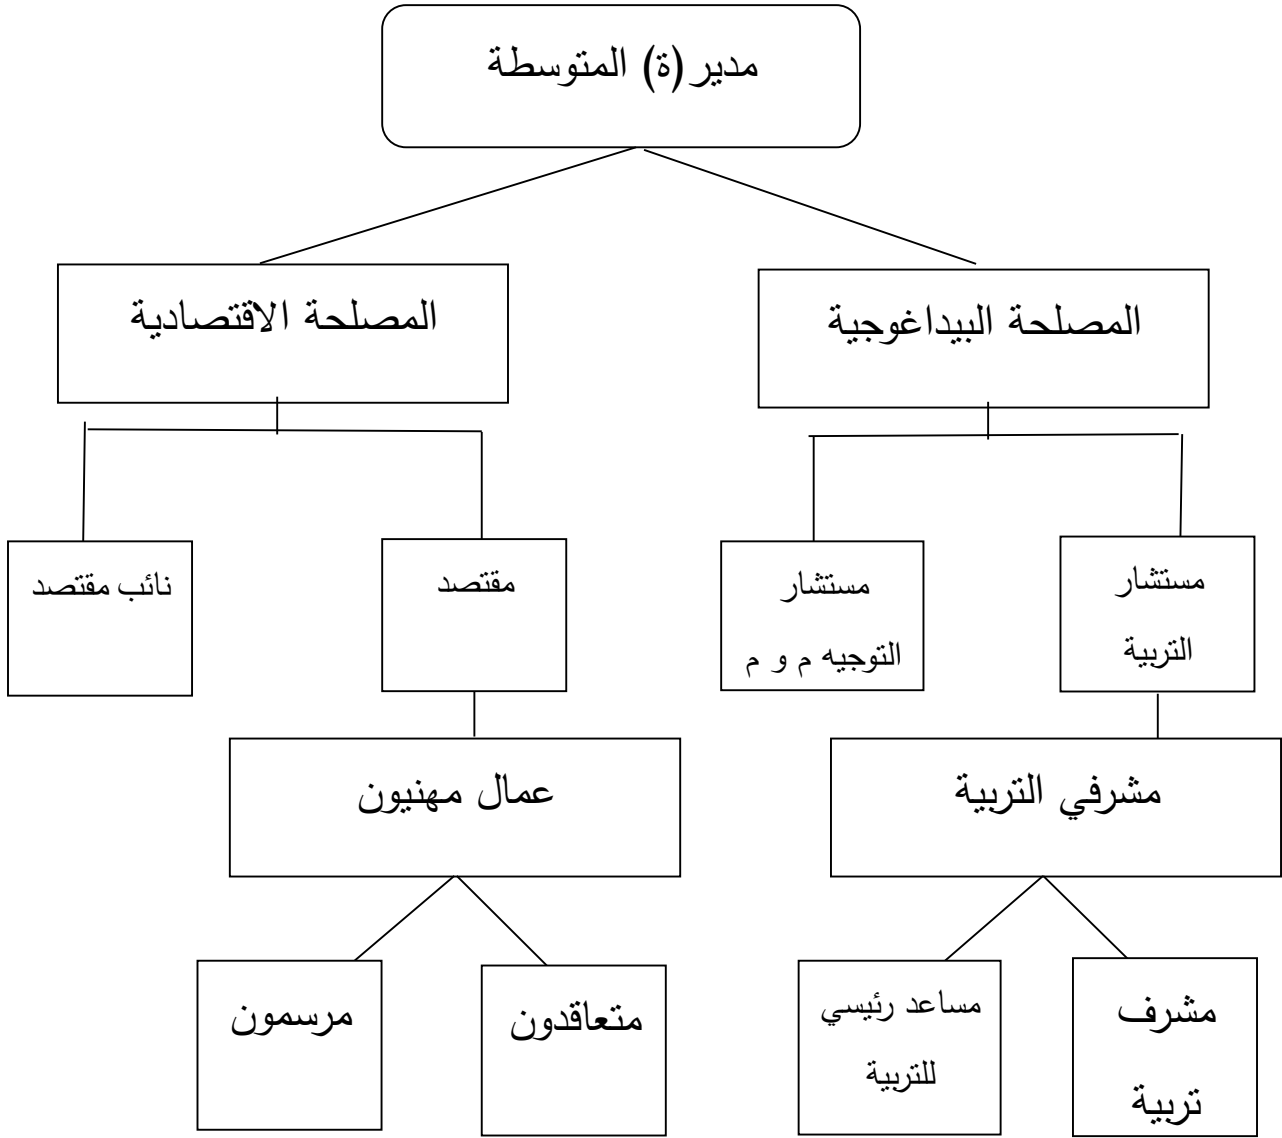 مدير(ة) المتوسطة
المصلحة البيداغوجية
المصلحة الاقتصادية
مستشار
التربية
مستشار
التوجيه م و م
مقتصد
نائب مقتصد
مشرفي التربية
عمال مهنيون
مشرف
تربية
مساعد رئيسي
للتربية
متعاقدون
مرسمون